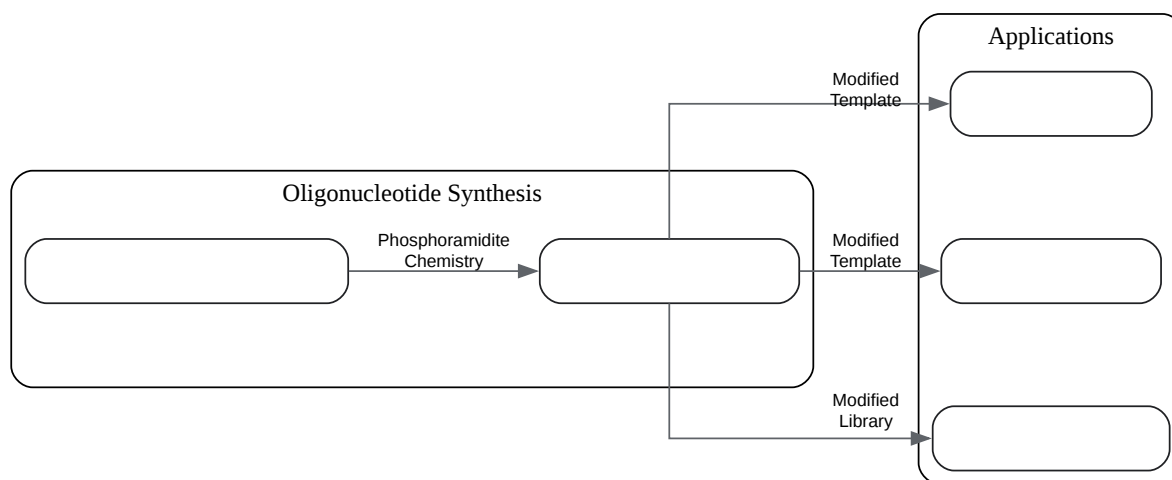 Applications
Modified
Template
Oligonucleotide Synthesis
Phosphoramidite
Chemistry
Modified
Template
Modified
Library